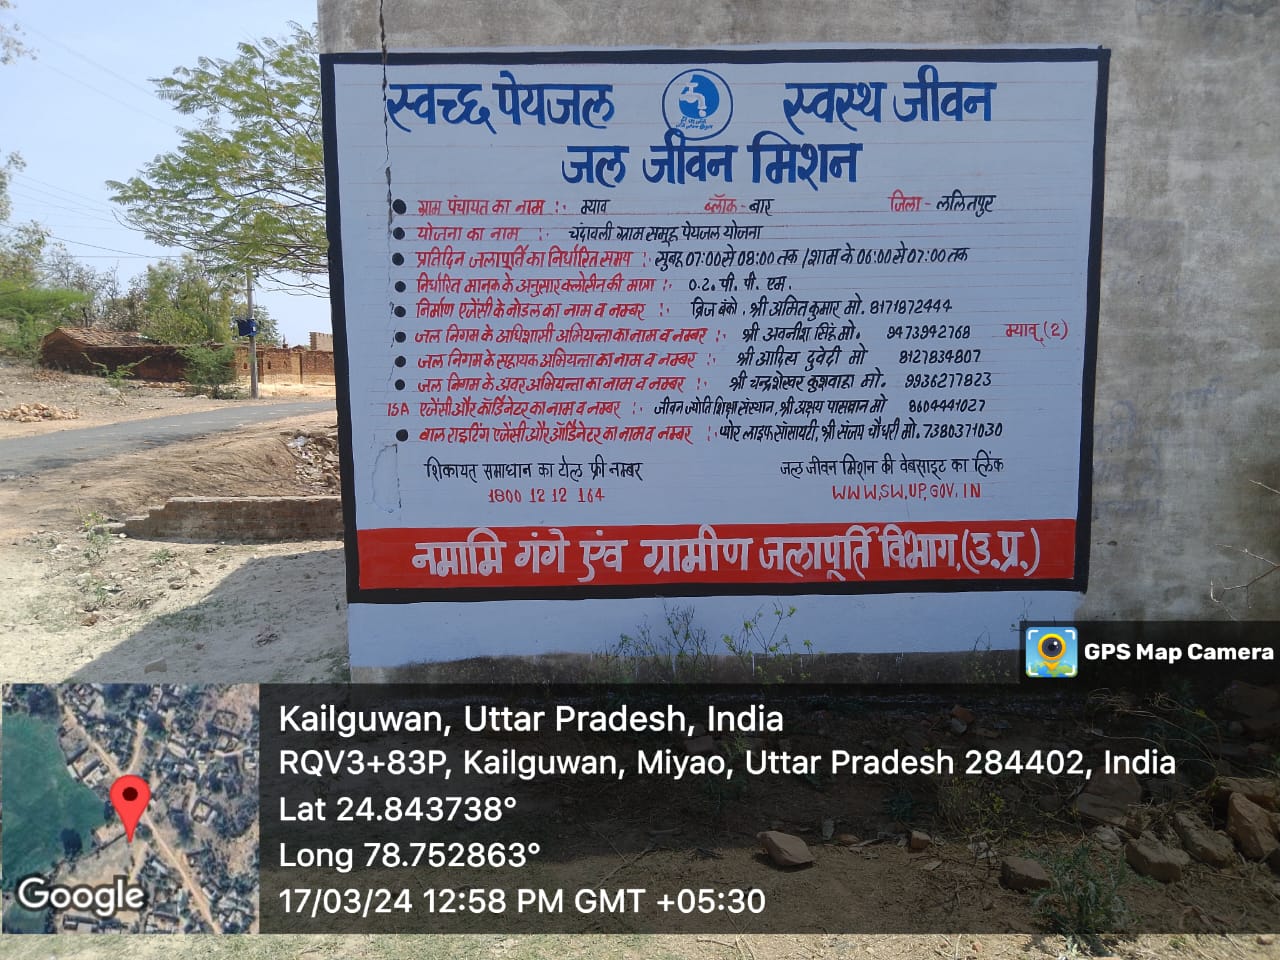 स्वच्छ पेयजल स्वस्थ जीवन
जल जीवन मिशन
ग्राम पंचायत का नाम :- म्याव ब्लॉक - बार जिला - ललितपुर
योजना का नाम :- चंदावली ग्राम समूह पेयजल योजना
प्रतिदिन जलापूर्ति का निर्धारित समय :- सुबह 07:00 से 08:00 तक /शाम के 06:00 से 07:00 तक
निर्धारित मानक के अनुसार क्लोरीन की मात्रा :- 0.2. पी. पी. एम.
निर्माण एजेंसी के नोडल का नाम व नम्बर :- ब्रिज बंको . श्री अमित कुमार मो. 8171872444
जल निगम के अधिशासी अभियन्ता का नाम व नम्बर :- श्री अवनीश सिंह मो. 9473942768 म्याव् (2)
जल निगम के सहायक अभियन्ता का नाम व नम्बर :- श्री आदित्य दुवेदी मो 8127834807
जल निगम के अवर अभियन्ता का नाम व नम्बर :- श्री चन्द्रशेखर कुशवाहा मो. 9936277823
ISA एजेंसी और कॉर्डिनेटर का नाम व नम्बर :- जीवन ज्योति शिक्षा संस्थान, श्री अक्षय पासवान मो 8604441027
वाल राइटिंग एजेंसी और ऑर्डिनेटर का नाम व नम्बर :- प्योर लाइफ सोसायटी, श्री संजय चौधरी मो. 7380371030
शिकायत समाधान का टोल फ्री नम्बर जल जीवन मिशन की वेबसाइट का लिंक
1800 12 12 164 WWW.SW.UP.GOV.IN
नमामि गंगे एंव ग्रामीण जलापूर्ति विभाग,(उ.प्र.)
GPS Map Camera
Kailguwan, Uttar Pradesh, India
RQV3+83P, Kailguwan, Miyao, Uttar Pradesh 284402, India
Lat 24.843738°
Long 78.752863°
17/03/24 12:58 PM GMT +05:30
Google